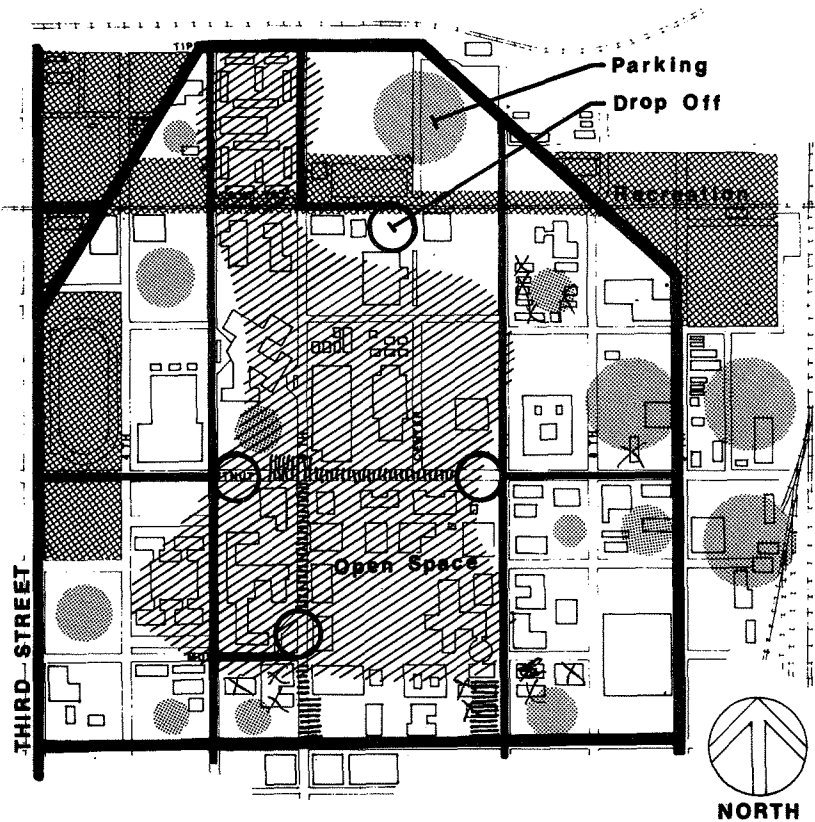 Parking
Drop Off
Recreation
Open Space
THIRD STREET
NORTH